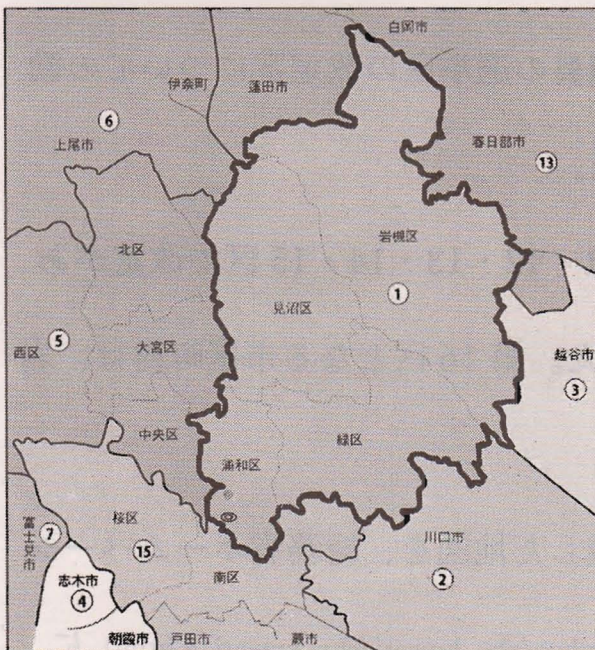 白岡市
伊奈町
蓮田市
⑥
上尾市
春日部市
⑬
北区
岩槻区
①
見沼区
西区
⑤
大宮区
越谷市
③
中央区
緑区
浦和区
富士見市
⑦
桜区
⑮
川口市
②
志木市
④
南区
朝霞市
戸田市
蕨市